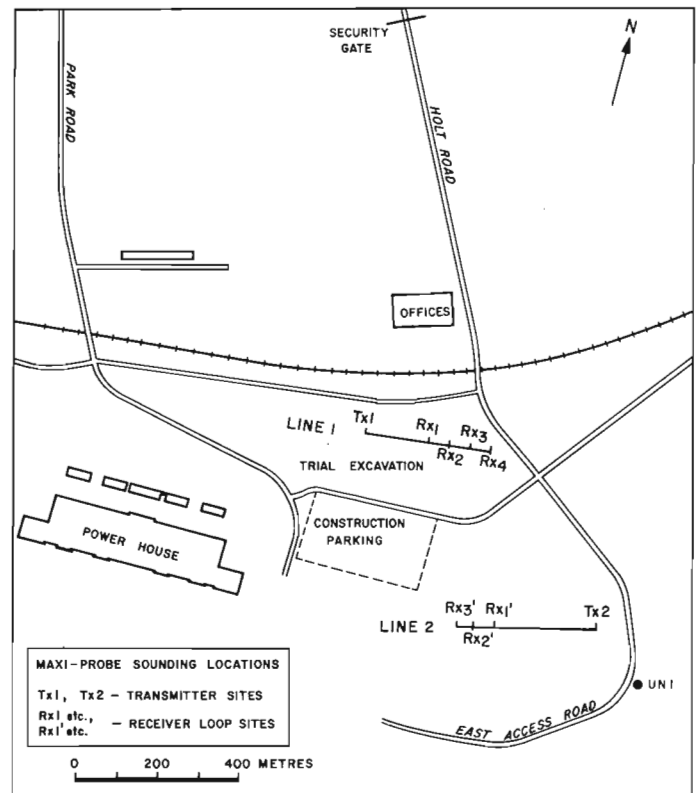 SECURITY
GATE
N
PARK ROAD
HOLT ROAD
OFFICES
LINE 1
Tx1
Rx1
Rx2
Rx3
Rx4
TRIAL EXCAVATION
CONSTRUCTION
PARKING
POWER HOUSE
LINE 2
Rx3'
Rx2'
Rx1'
Tx2
UN1
EAST ACCESS ROAD
MAXI-PROBE SOUNDING LOCATIONS
Tx1, Tx2 – TRANSMITTER SITES
Rx1 etc.,
Rx1' etc. – RECEIVER LOOP SITES
0 200 400 METRES